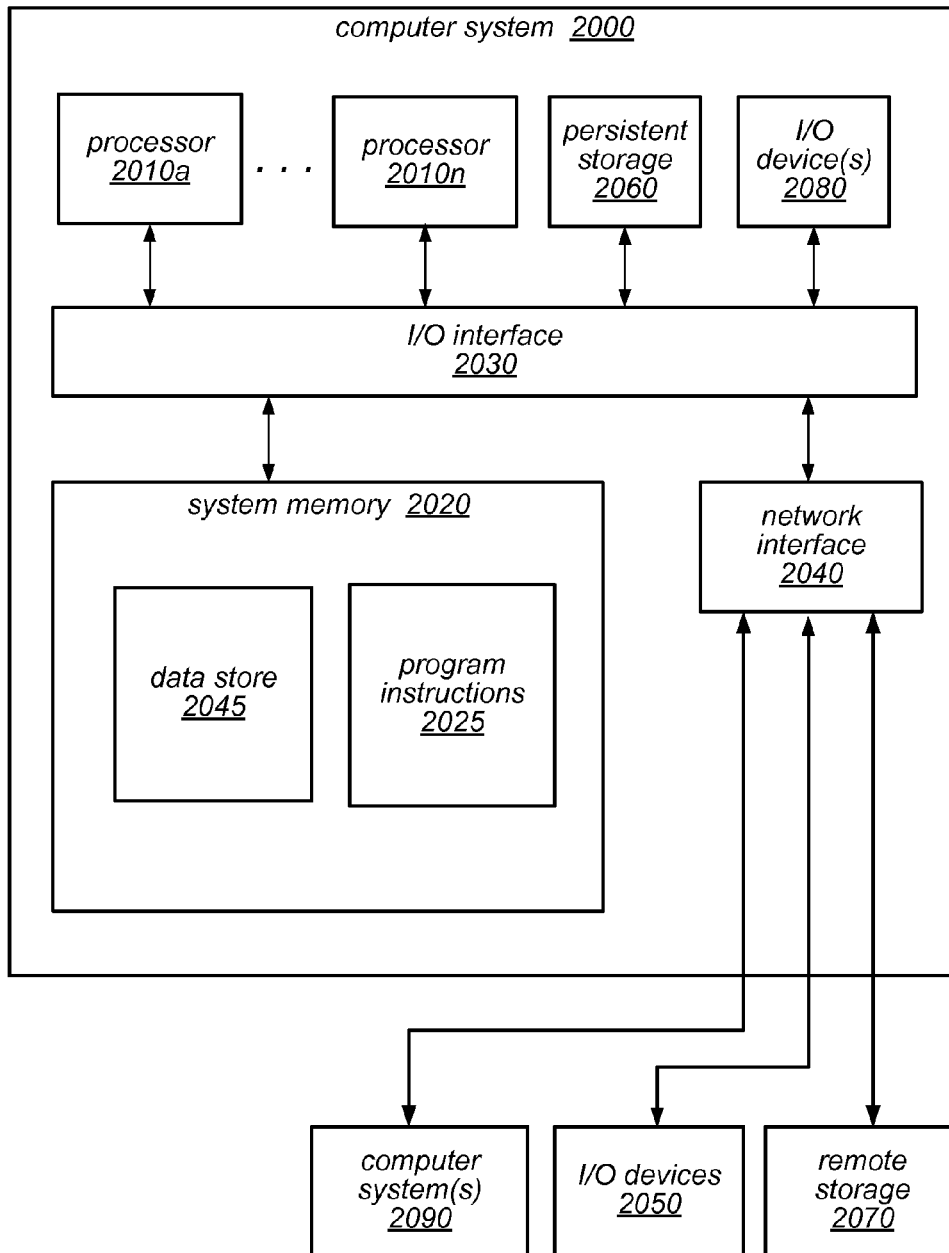 computer system 2000
processor
2010a
. . .
processor
2010n
persistent
storage
2060
I/O
device(s)
2080
I/O interface
2030
system memory 2020
data store
2045
program
instructions
2025
network
interface
2040
computer
system(s)
2090
I/O devices
2050
remote
storage
2070